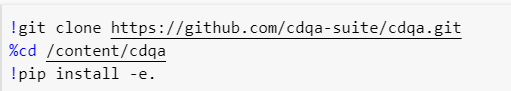 !git clone https://github.com/cdqa-suite/cdqa.git
%cd /content/cdqa
!pip install -e.